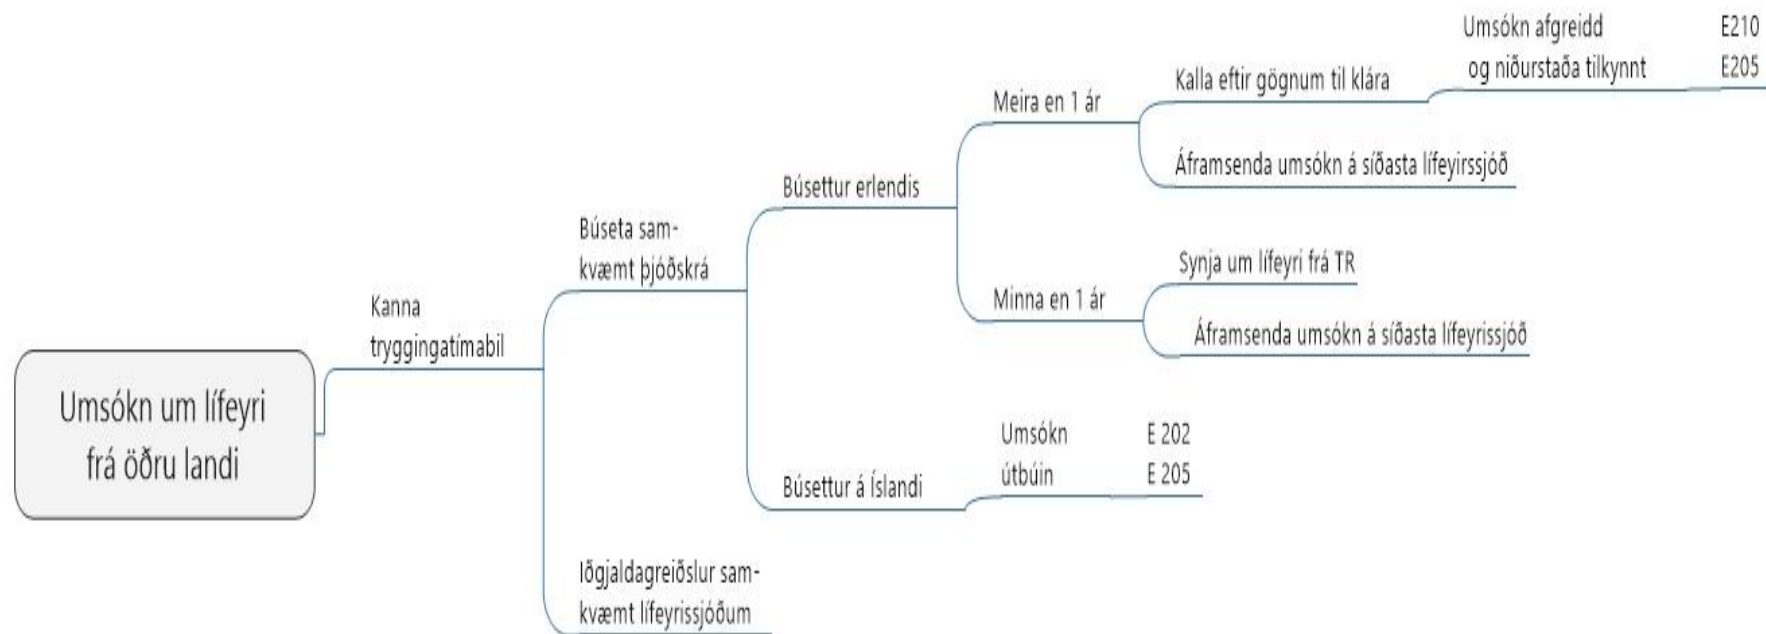 Umsókn um lífeyri
frá öðru landi
Kanna
tryggingatímabil
Búseta sam-
kvæmt þjóðskrá
Búsettur erlendis
Meira en 1 ár
Kalla eftir gögnum til klára
Umsókn afgreidd
og niðurstaða tilkynnt
E210
E205
Áframsenda umsókn á síðasta lífeyirssjóð
Minna en 1 ár
Synja um lífeyri frá TR
Áframsenda umsókn á síðasta lífeyrissjóð
Búsettur á Íslandi
Umsókn
útbúin
E 202
E 205
Iðgjaldagreiðslur sam-
kvæmt lífeyrissjóðum